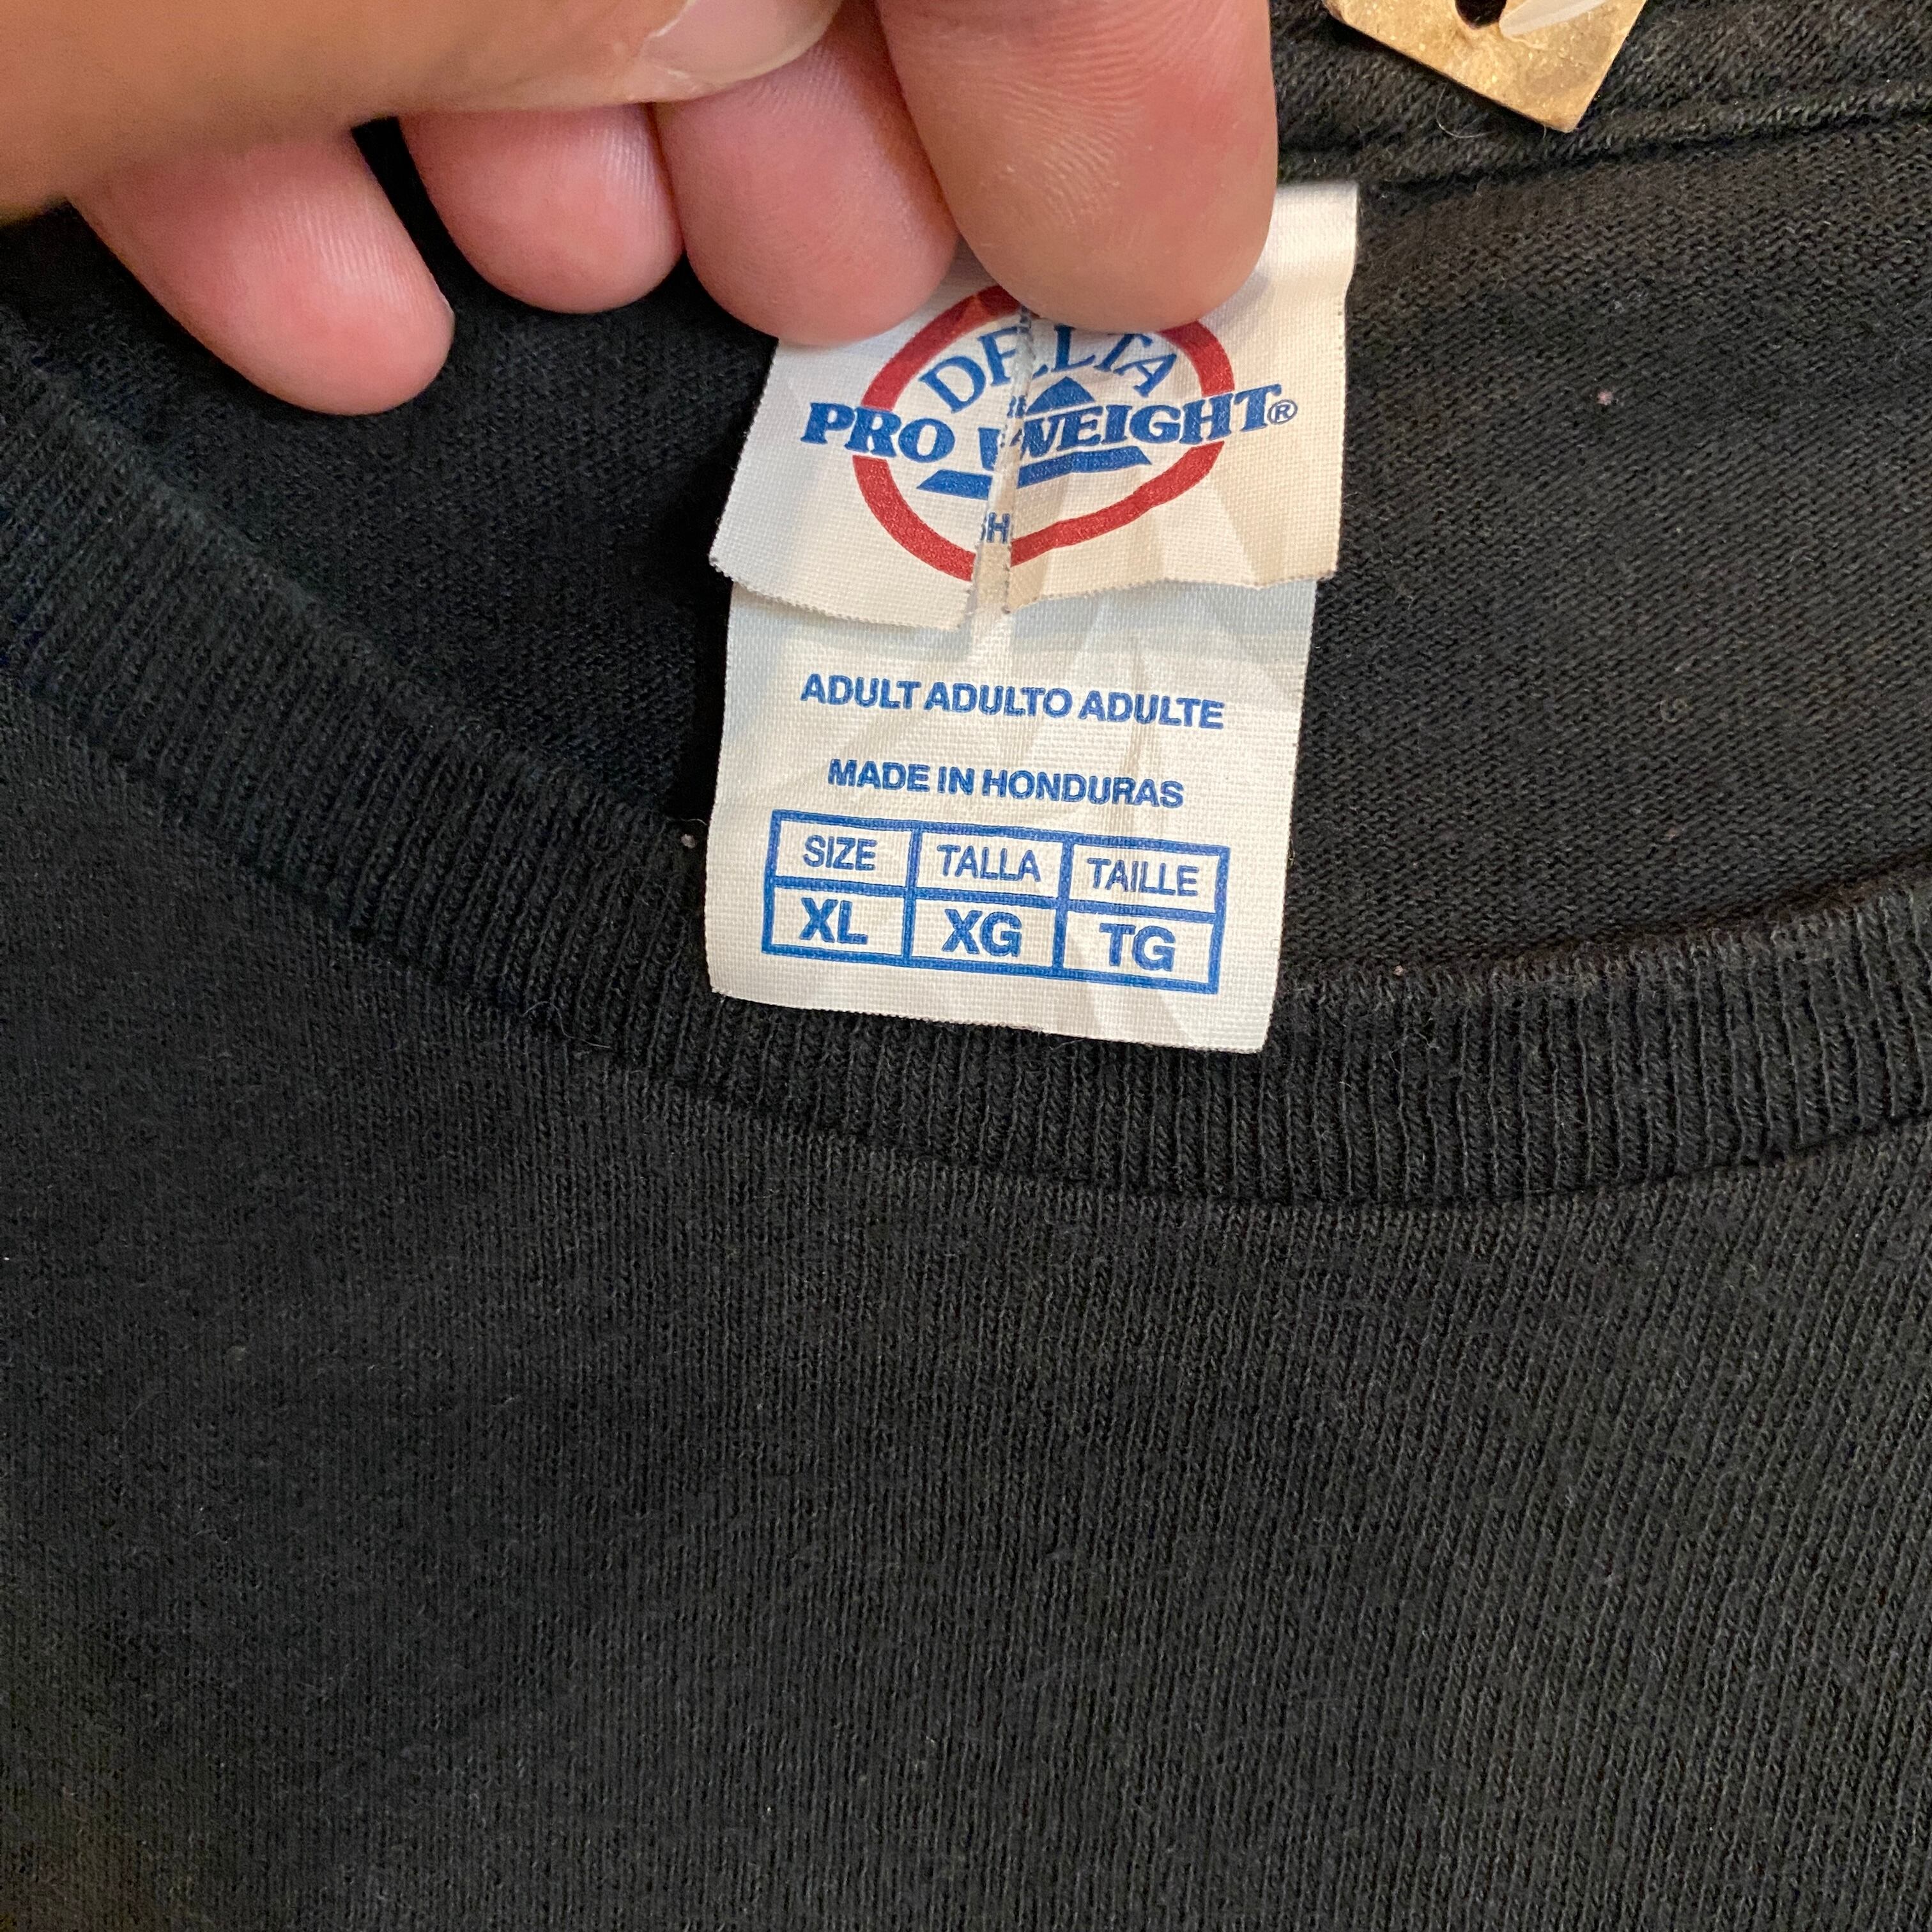 DELTA
PRO WEIGHT®
ADULT ADULTO ADULTE
MADE IN HONDURAS
SIZE TALLA TAILLE
XL XG TG